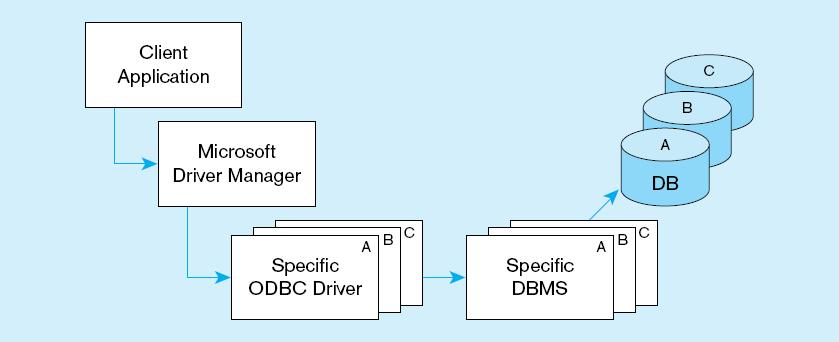 Client
Application
Microsoft
Driver Manager
A
B
C
Specific
ODBC Driver
A
B
C
Specific
DBMS
C
B
A
DB